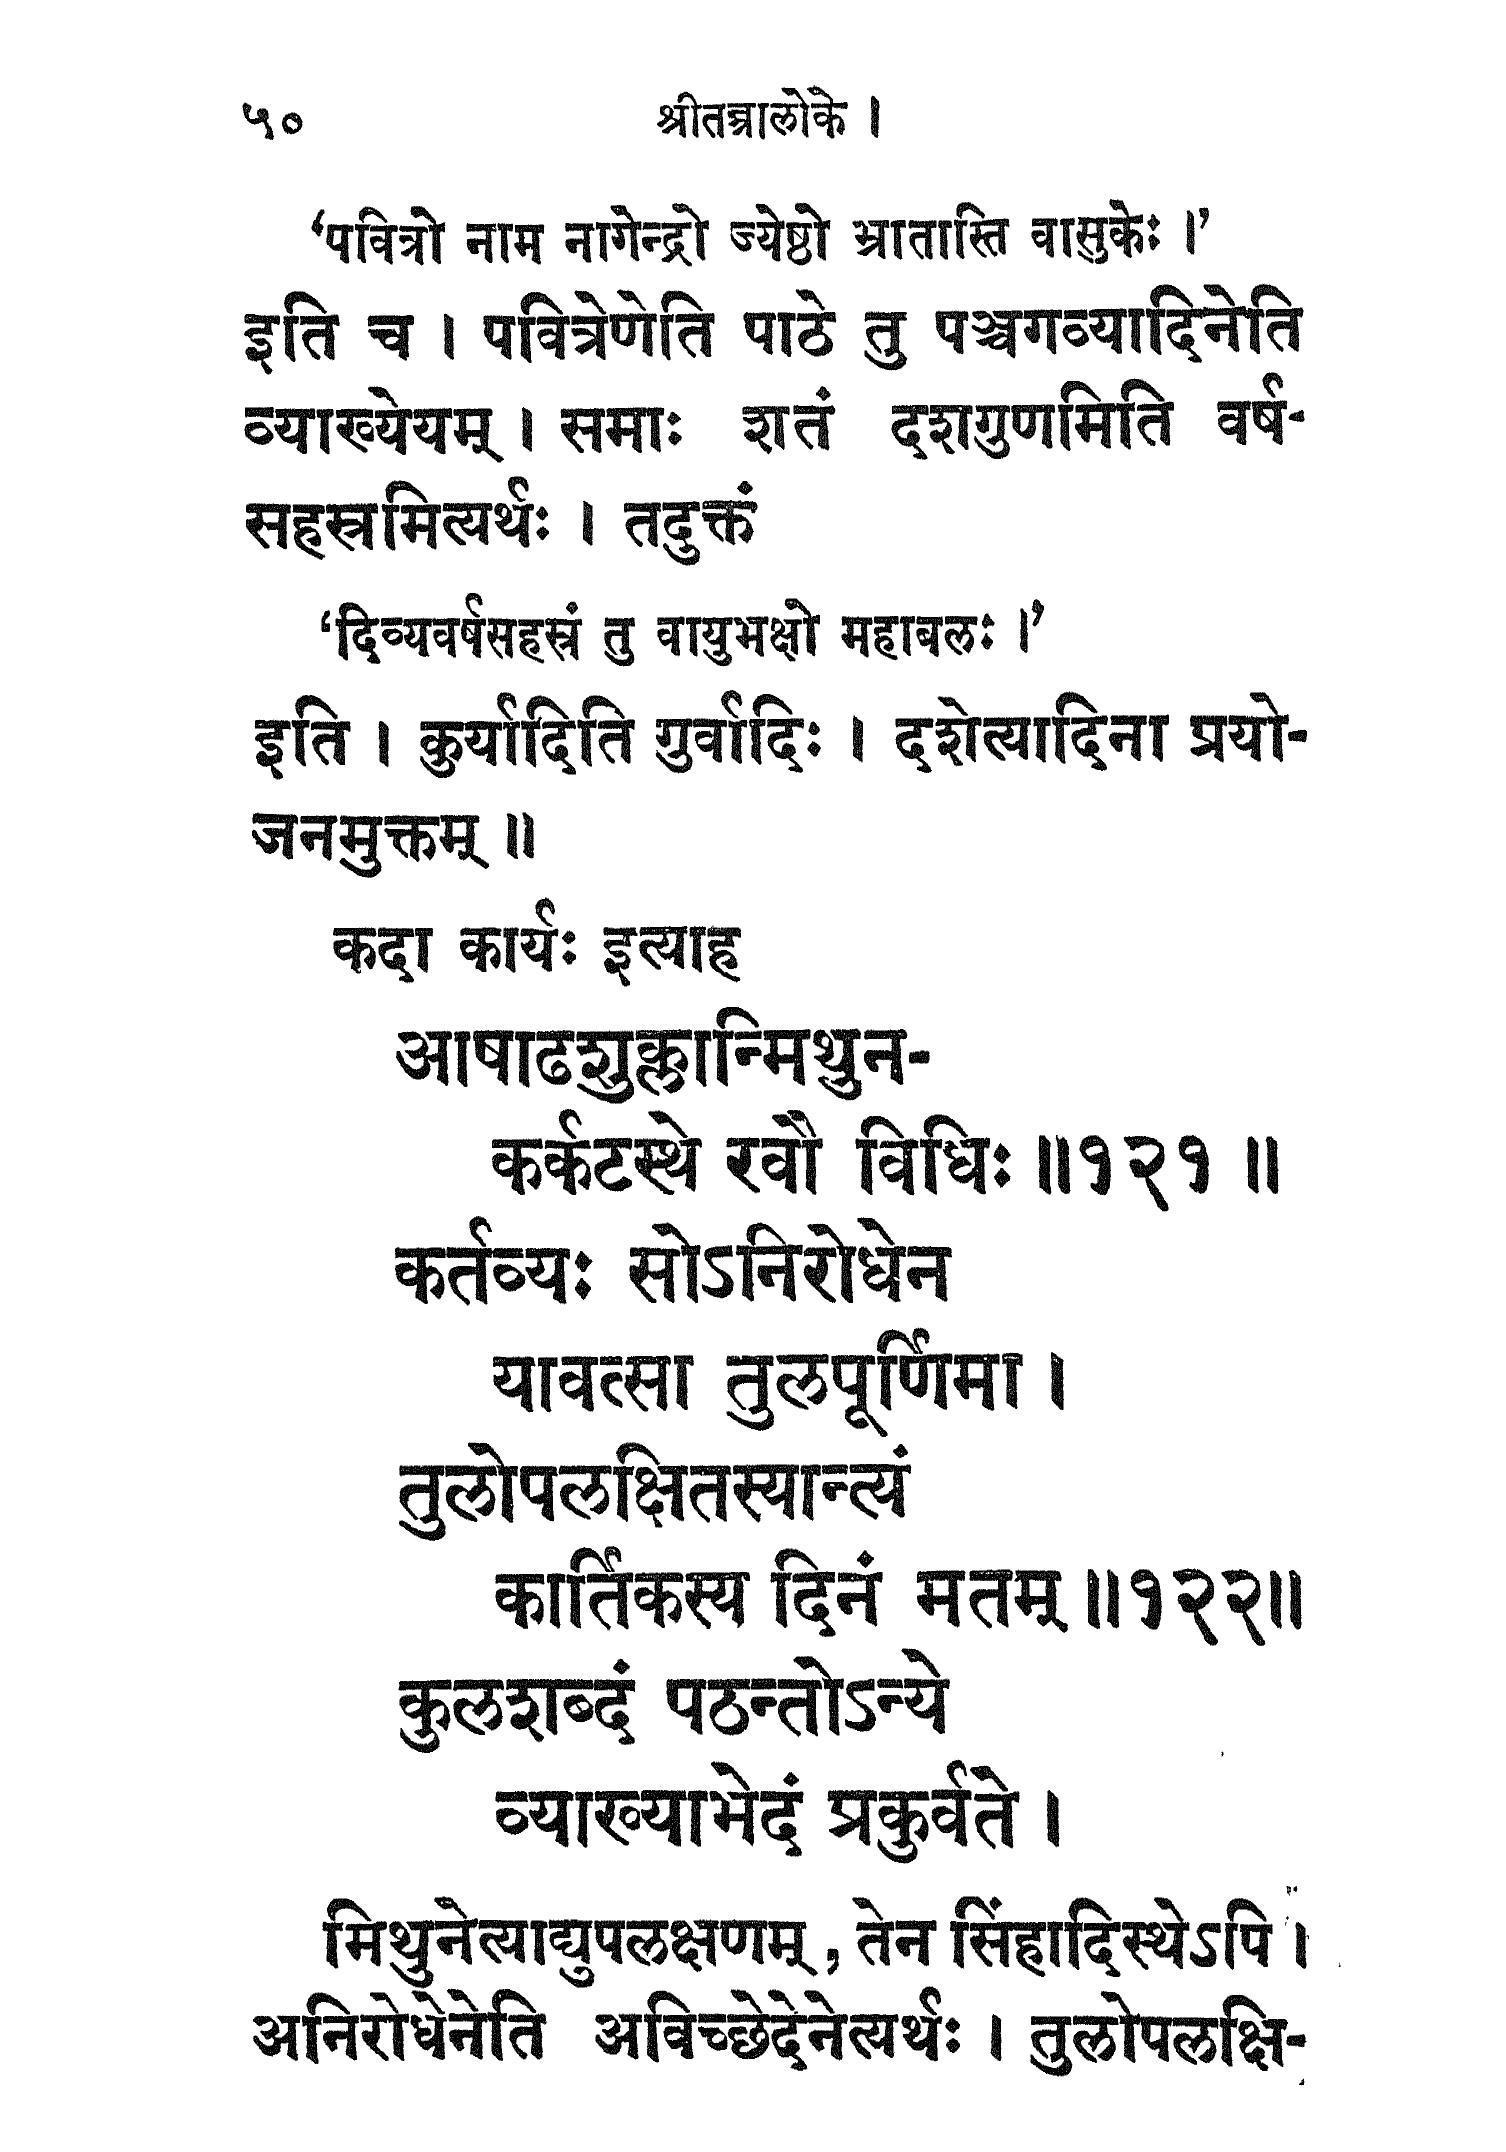 ५० श्रीतन्त्रालोके ।
‘पवित्रो नाम नागेन्द्रो ज्येष्ठो भ्रातास्ति वासुकेः ।’
इति च । पवित्रेणेति पाठे तु पञ्चगव्यादिनेति
व्याख्येयम् । समाः शतं दशगुणमिति वर्ष-
सहस्रमित्यर्थः । तदुक्तं
‘दिव्यवर्षसहस्रं तु वायुभक्षो महाबलः ।’
इति । कुर्यादिति गुर्वादिः । दशेत्यादिना प्रयो-
जनमुक्तम् ॥
कदा कार्यः इत्याह
आषाढशुक्लान्मिथुन-
कर्कटस्थे रवौ विधिः ॥१२१ ॥
कर्तव्यः सोऽनिरोधेन
यावत्सा तुलपूर्णिमा ।
तुलोपलक्षितस्यान्त्यं
कार्तिकस्य दिनं मतम् ॥१२२॥
कुलशब्दं पठन्तोऽन्ये
व्याख्याभेदं प्रकुर्वते ।
मिथुनेत्याद्युपलक्षणम्, तेन सिंहादिस्थेऽपि ।
अनिरोधेनेति अविच्छेदेनेत्यर्थः । तुलोपलक्षि-